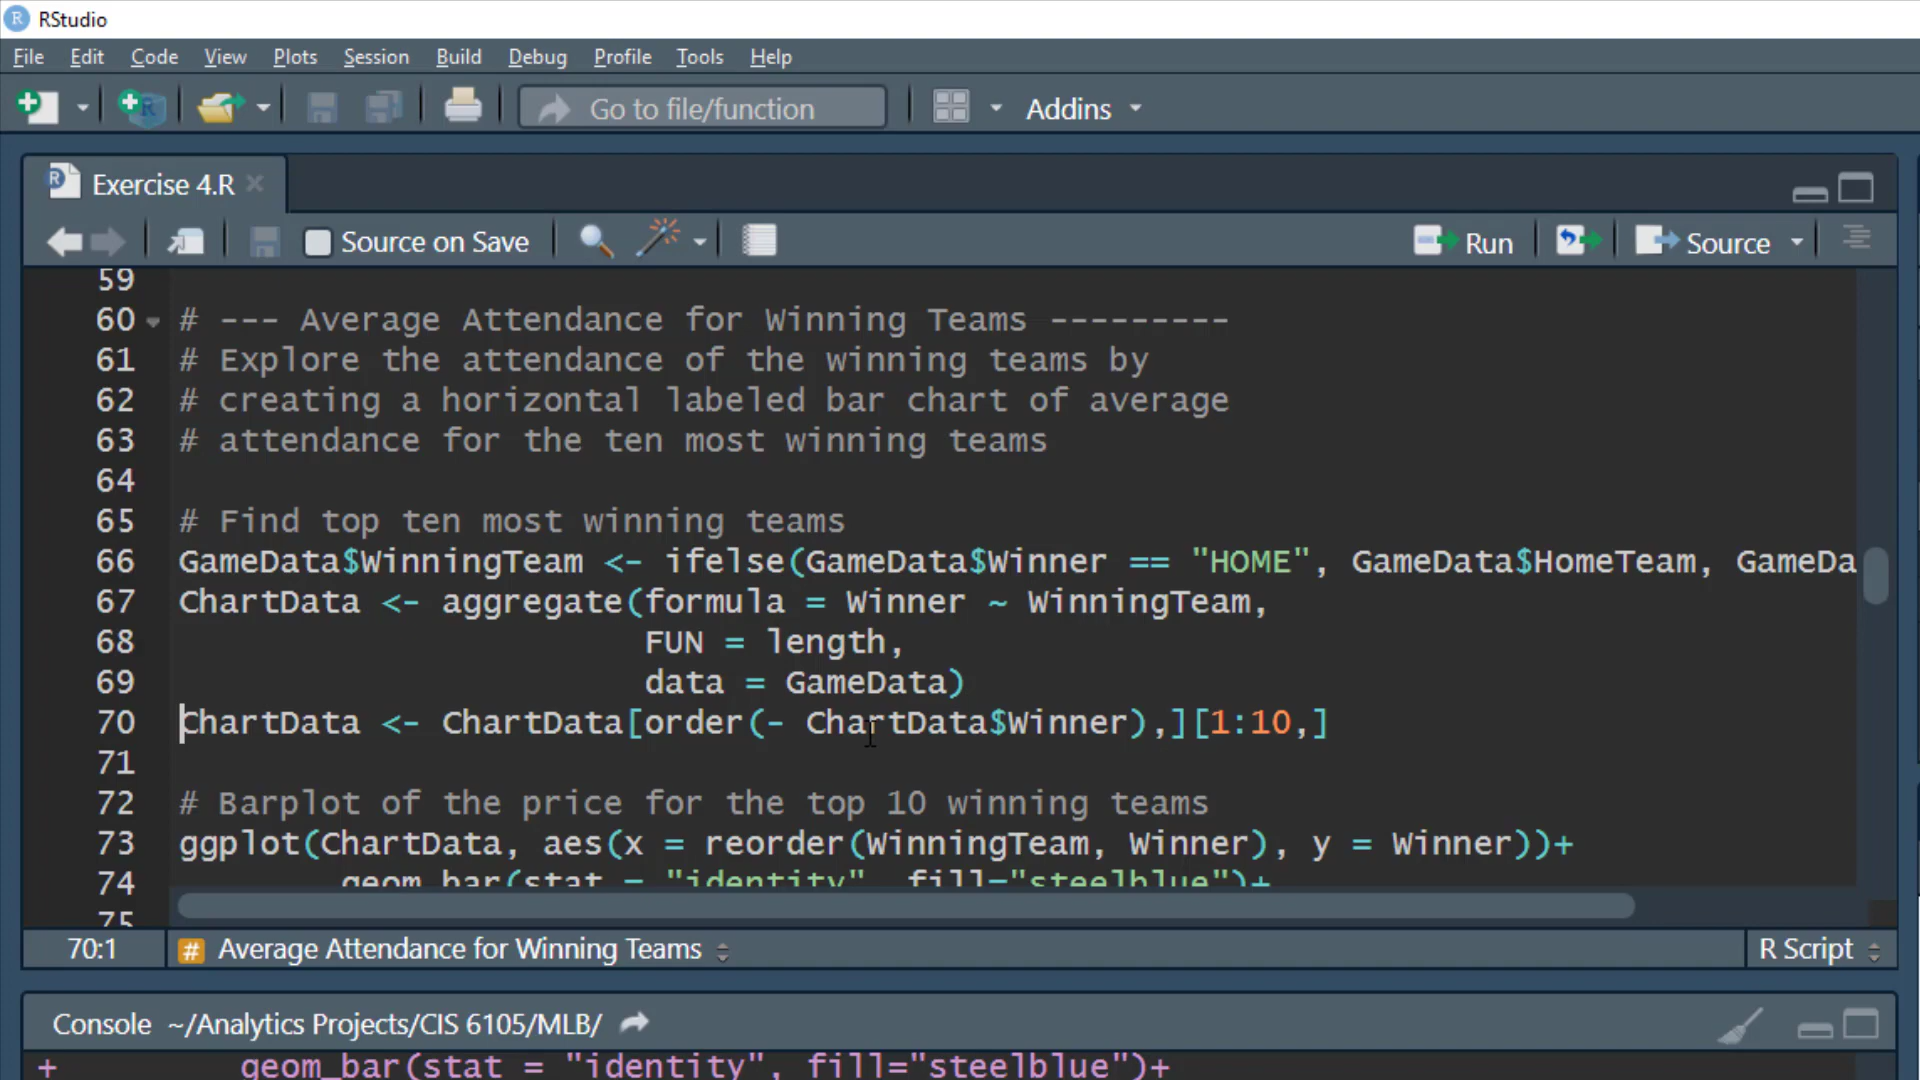 RStudio
File Edit Code View Plots Session Build Debug Profile Tools Help
Go to file/function Addins
Exercise 4.R
Source on Save Run Source
59
60 # --- Average Attendance for Winning Teams ---------
61 # Explore the attendance of the winning teams by
62 # creating a horizontal labeled bar chart of average
63 # attendance for the ten most winning teams
64
65 # Find top ten most winning teams
66 GameData$WinningTeam <- ifelse(GameData$Winner == "HOME", GameData$HomeTeam, GameDa
67 ChartData <- aggregate(formula = Winner ~ WinningTeam,
68 FUN = length,
69 data = GameData)
70 ChartData <- ChartData[order(- ChartData$Winner),][1:10,]
71
72 # Barplot of the price for the top 10 winning teams
73 ggplot(ChartData, aes(x = reorder(WinningTeam, Winner), y = Winner))+
74 geom_bar(stat = "identity", fill="steelblue")+
75
70:1 # Average Attendance for Winning Teams R Script
Console ~/Analytics Projects/CIS 6105/MLB/
+ geom_bar(stat = "identity", fill="steelblue")+